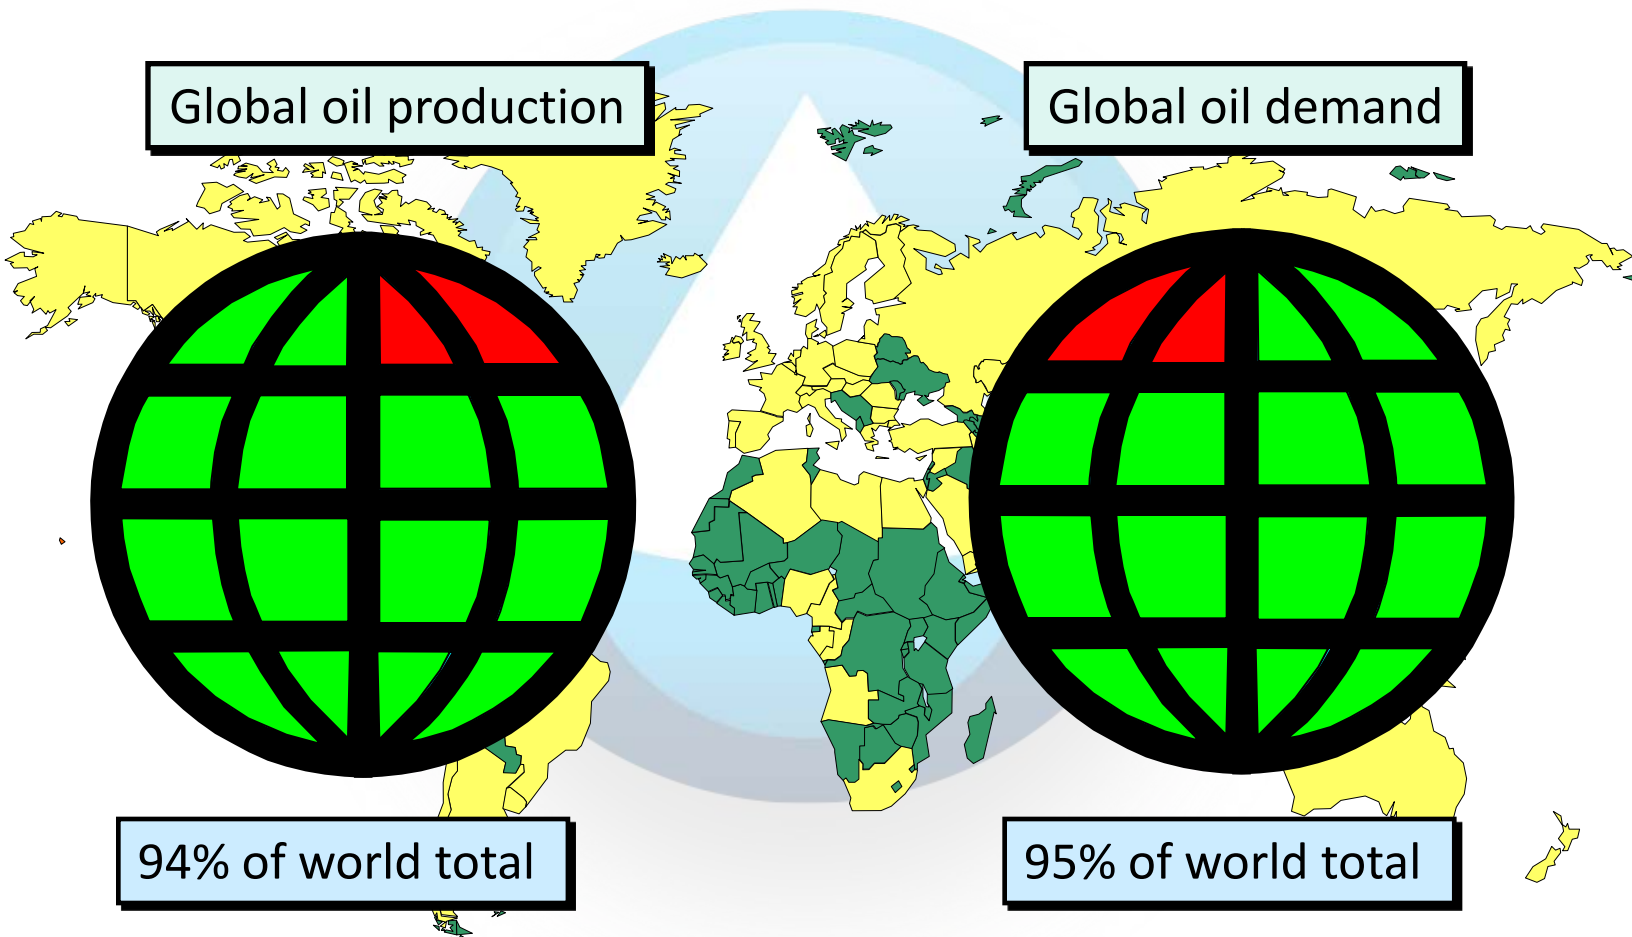 Global oil production
Global oil demand
94% of world total
95% of world total